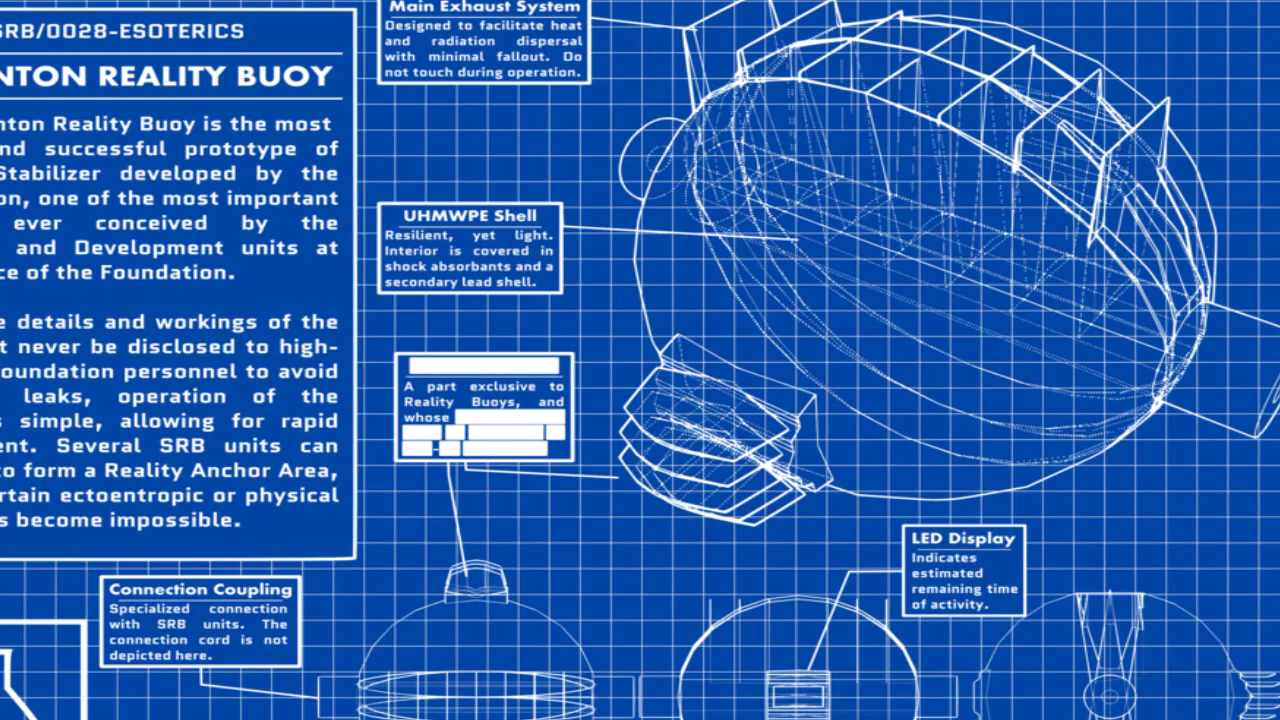 SRB/0028-ESOTERICS
NTON REALITY BUOY
nton Reality Buoy is the most
nd successful prototype of
Stabilizer developed by the
on, one of the most important
ever conceived by the
and Development units at
ce of the Foundation.
e details and workings of the
t never be disclosed to high-
oundation personnel to avoid
leaks, operation of the
s simple, allowing for rapid
ent. Several SRB units can
to form a Reality Anchor Area,
rtain ectoentropic or physical
s become impossible.
Main Exhaust System
Designed to facilitate heat
and radiation dispersal
with minimal fallout. Do
not touch during operation.
UHMWPE Shell
Resilient, yet light.
Interior is covered in
shock absorbants and a
secondary lead shell.
A part exclusive to
Reality Buoys, and
whose
-
Connection Coupling
Specialized connection
with SRB units. The
connection cord is not
depicted here.
LED Display
Indicates
estimated
remaining time
of activity.